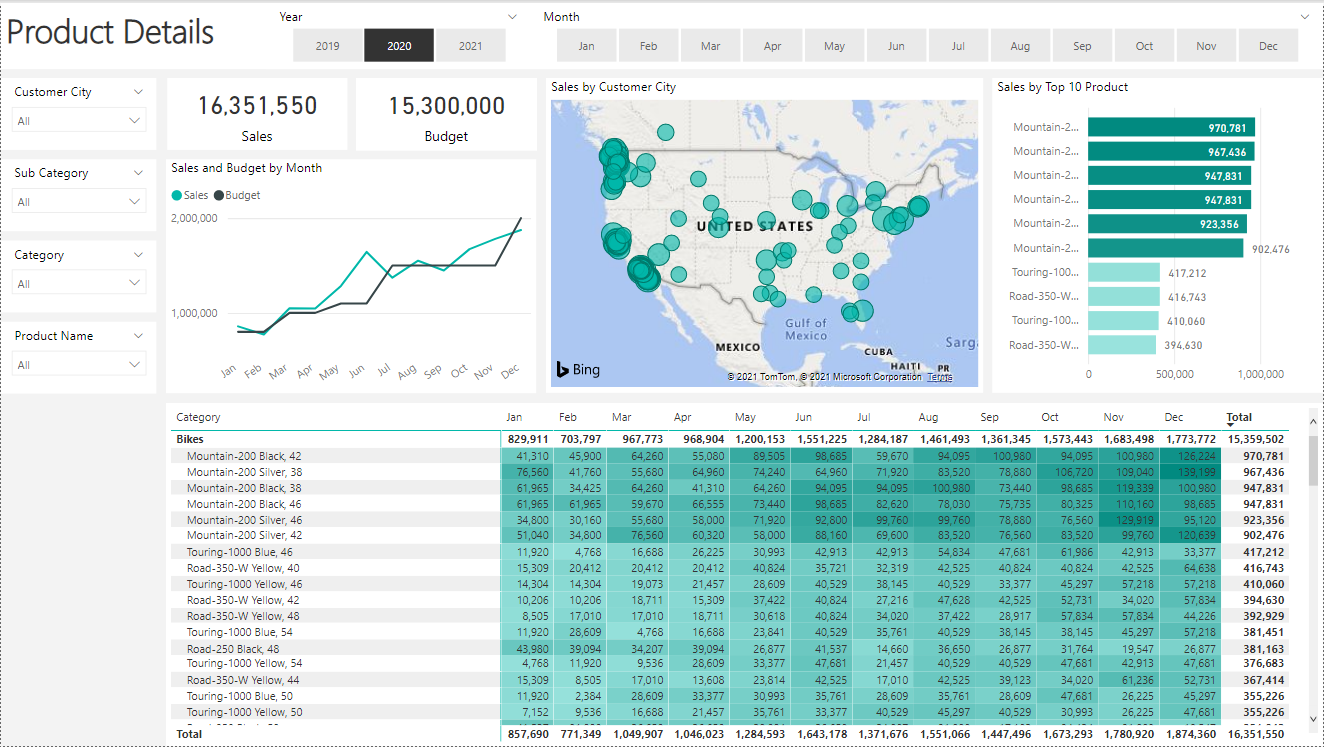 Product Details
Year
2019 2020 2021
Month
Jan Feb Mar Apr May Jun Jul Aug Sep Oct Nov Dec
Customer City
All
Sub Category
All
Category
All
Product Name
All
16,351,550
Sales
15,300,000
Budget
Sales and Budget by Month
Sales Budget
2,000,000
1,000,000
Jan Feb Mar Apr May Jun Jul Aug Sep Oct Nov Dec
Sales by Customer City
UNITED STATES
Gulf of
Mexico
MEXICO
CUBA
HAITI
PR
Sarg
Bing
© 2021 TomTom, © 2021 Microsoft Corporation Terms
Sales by Top 10 Product
Mountain-2... 970,781
Mountain-2... 967,436
Mountain-2... 947,831
Mountain-2... 947,831
Mountain-2... 923,356
Mountain-2... 902,476
Touring-100... 417,212
Road-350-W... 416,743
Touring-100... 410,060
Road-350-W... 394,630
0 500,000 1,000,000
Category Jan Feb Mar Apr May Jun Jul Aug Sep Oct Nov Dec Total
Bikes 829,911 703,797 967,773 968,904 1,200,153 1,551,225 1,284,187 1,461,493 1,361,345 1,573,443 1,683,498 1,773,772 15,359,502
Mountain-200 Black, 42 41,310 45,900 64,260 55,080 89,505 98,685 59,670 94,095 100,980 94,095 100,980 126,224 970,781
Mountain-200 Silver, 38 76,560 41,760 55,680 64,960 74,240 64,960 71,920 83,520 78,880 106,720 109,040 139,199 967,436
Mountain-200 Black, 38 61,965 34,425 64,260 41,310 64,260 94,095 94,095 100,980 73,440 98,685 119,339 100,980 947,831
Mountain-200 Black, 46 61,965 61,965 59,670 66,555 73,440 98,685 82,620 78,030 75,735 80,325 110,160 98,685 947,831
Mountain-200 Silver, 46 34,800 30,160 55,680 58,000 71,920 92,800 99,760 99,760 78,880 76,560 129,919 95,120 923,356
Mountain-200 Silver, 42 51,040 34,800 76,560 60,320 58,000 88,160 69,600 83,520 76,560 83,520 99,760 120,639 902,476
Touring-1000 Blue, 46 11,920 4,768 16,688 26,225 30,993 42,913 42,913 54,834 47,681 61,986 42,913 33,377 417,212
Road-350-W Yellow, 40 15,309 20,412 20,412 20,412 40,824 35,721 32,319 42,525 40,824 40,824 42,525 64,638 416,743
Touring-1000 Yellow, 46 14,304 14,304 19,073 21,457 28,609 40,529 38,145 40,529 33,377 45,297 57,218 57,218 410,060
Road-350-W Yellow, 42 10,206 10,206 18,711 15,309 37,422 40,824 27,216 47,628 42,525 52,731 34,020 57,834 394,630
Road-350-W Yellow, 48 8,505 17,010 17,010 18,711 30,618 40,824 34,020 37,422 28,917 57,834 57,834 44,226 392,929
Touring-1000 Blue, 54 11,920 28,609 4,768 16,688 23,841 40,529 35,761 40,529 38,145 38,145 45,297 57,218 381,451
Road-250 Black, 48 43,980 39,094 34,207 39,094 26,877 41,537 14,660 36,650 26,877 31,764 19,547 26,877 381,163
Touring-1000 Yellow, 54 4,768 11,920 9,536 28,609 33,377 47,681 21,457 40,529 40,529 47,681 42,913 47,681 376,683
Road-350-W Yellow, 44 15,309 8,505 17,010 13,608 23,814 42,525 17,010 42,525 39,123 34,020 61,236 52,731 367,414
Touring-1000 Blue, 50 11,920 2,384 28,609 33,377 30,993 35,761 28,609 35,761 28,609 47,681 26,225 45,297 355,226
Touring-1000 Yellow, 50 7,152 9,536 16,688 21,457 35,761 33,377 40,529 45,297 40,529 30,993 26,225 47,681 355,226
Total 857,690 771,349 1,049,907 1,046,023 1,284,593 1,643,178 1,371,676 1,551,066 1,447,496 1,673,293 1,780,920 1,874,360 16,351,550